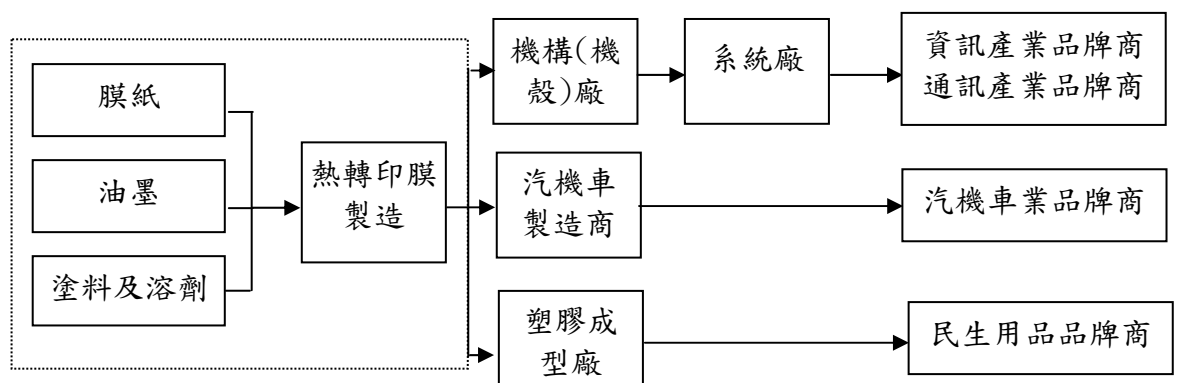 膜紙
油墨
塗料及溶劑
熱轉印膜
製造
機構(機
殼)廠
系統廠
資訊產業品牌商
通訊產業品牌商
汽機車
製造商
汽機車業品牌商
塑膠成
型廠
民生用品品牌商